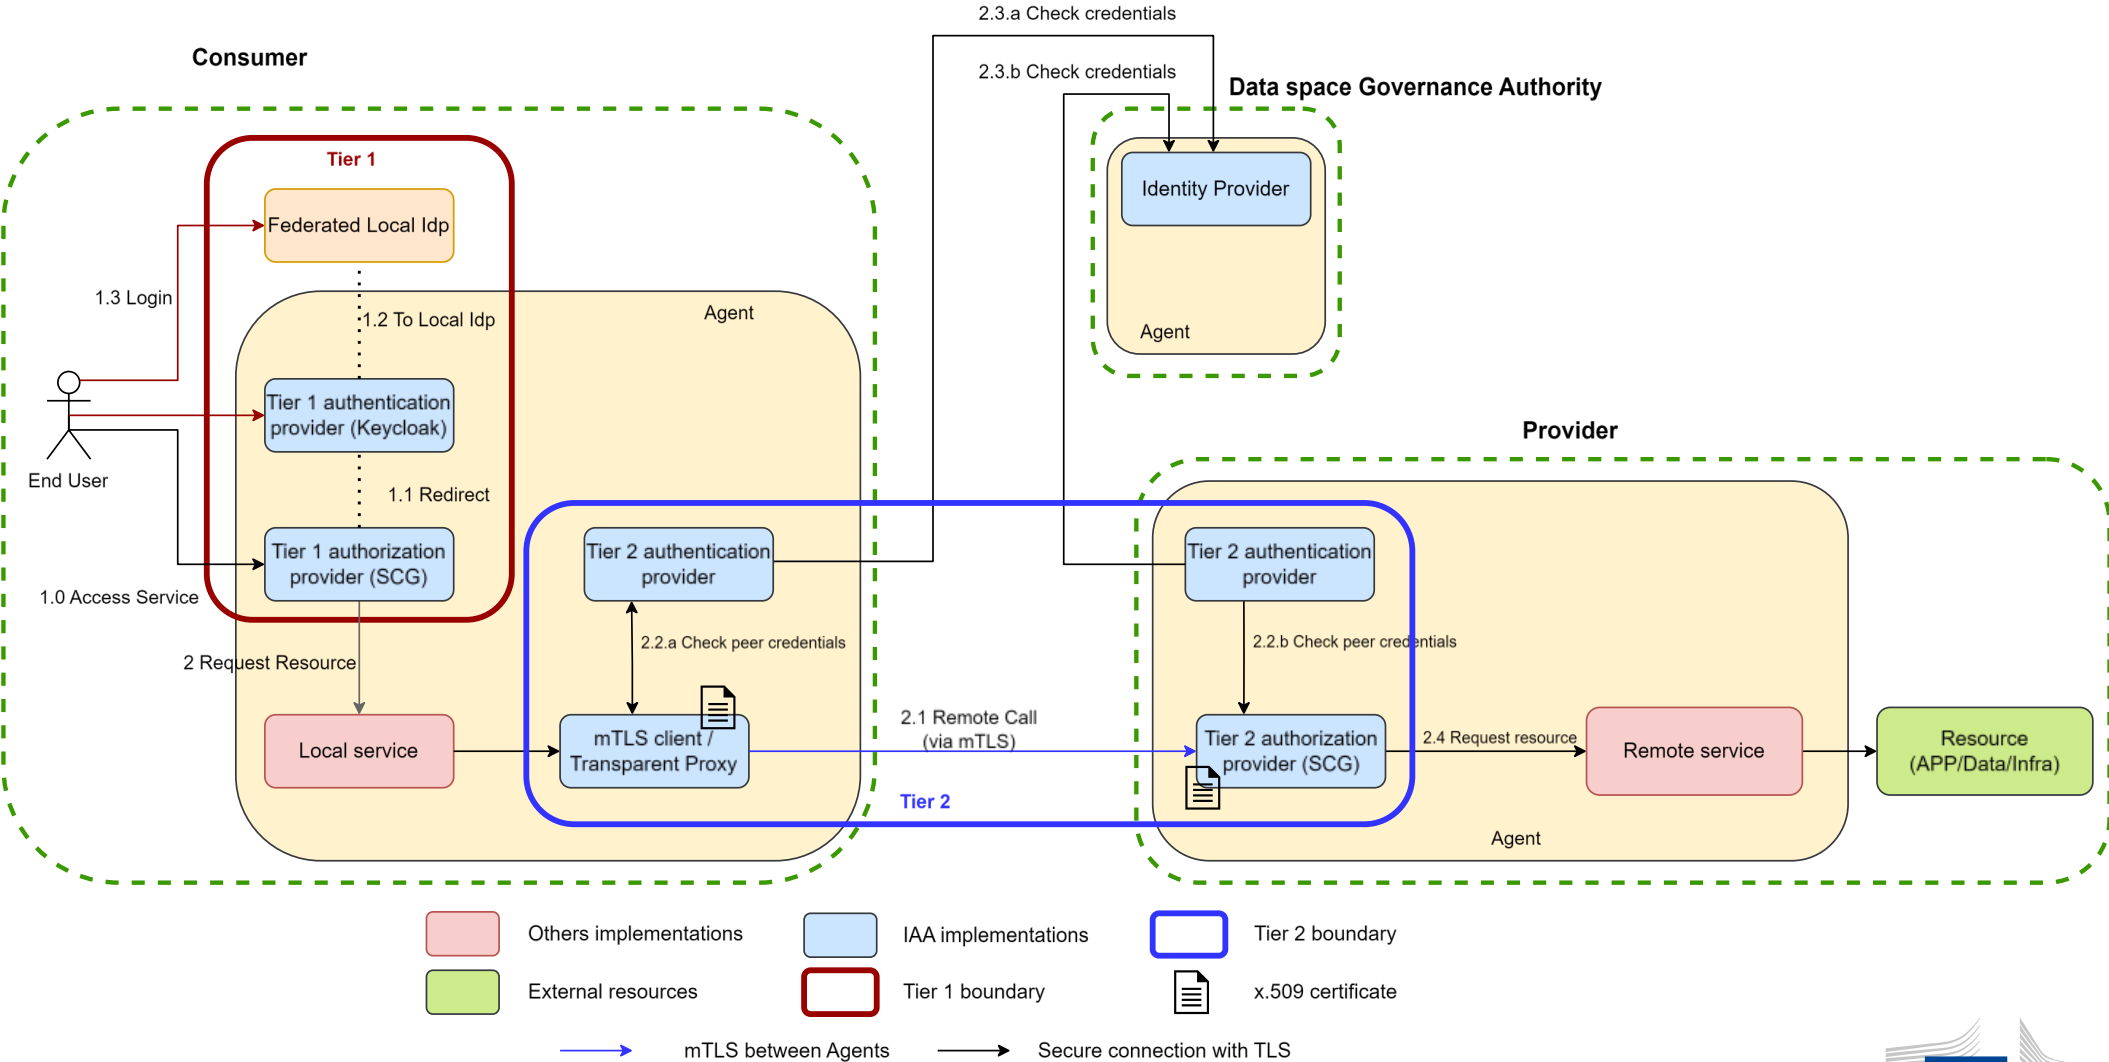 2.3.a Check credentials
Consumer
2.3.b Check credentials
Data space Governance Authority
Tier 1
Federated Local Idp
Identity Provider
1.3 Login
1.2 To Local Idp
Agent
Agent
Tier 1 authentication
provider (Keycloak)
End User
1.1 Redirect
Provider
Tier 1 authorization
provider (SCG)
Tier 2 authentication
provider
Tier 2 authentication
provider
1.0 Access Service
2.2.a Check peer credentials
2.2.b Check peer credentials
2 Request Resource
Local service
mTLS client /
Transparent Proxy
2.1 Remote Call
(via mTLS)
Tier 2 authorization
provider (SCG)
2.4 Request resource
Remote service
Resource
(APP/Data/Infra)
Tier 2
Agent
Others implementations
IAA implementations
Tier 2 boundary
External resources
Tier 1 boundary
x.509 certificate
mTLS between Agents
Secure connection with TLS